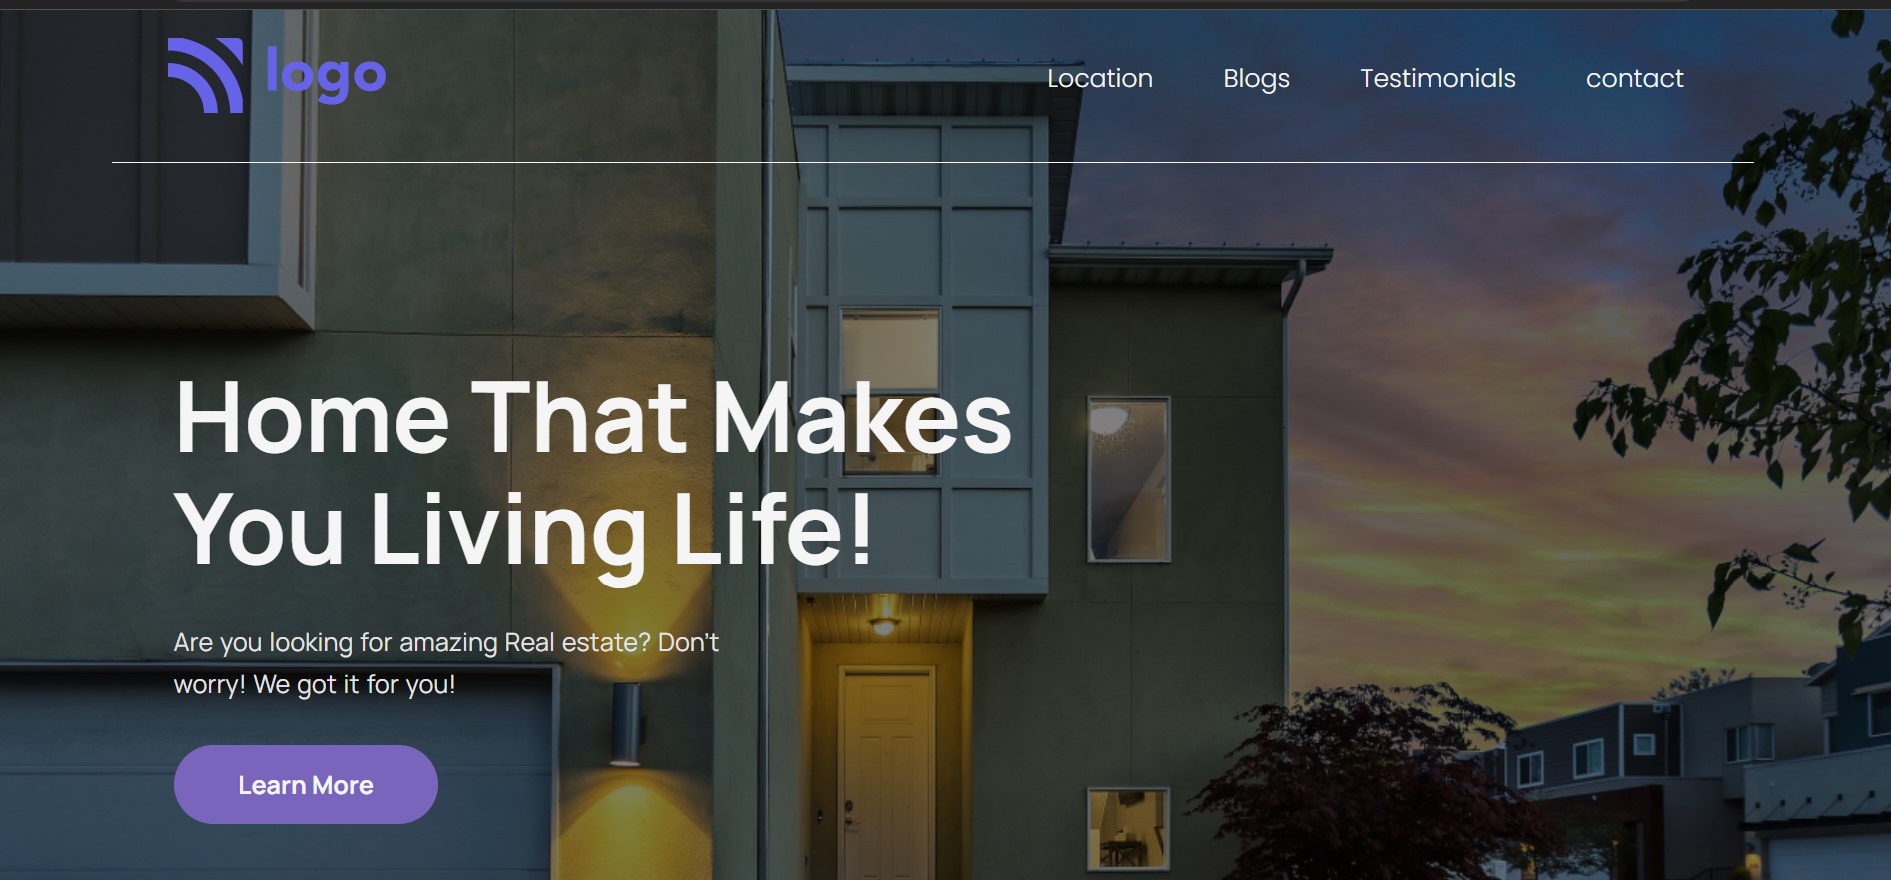 logo
Location
Blogs
Testimonials
contact
Home That Makes
You Living Life!
Are you looking for amazing Real estate? Don't
worry! We got it for you!
Learn More